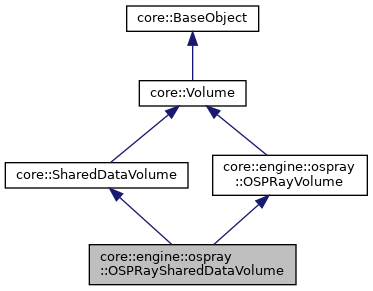 core::BaseObject
core::Volume
core::SharedDataVolume
core::engine::ospray
::OSPRayVolume
core::engine::ospray
::OSPRaySharedDataVolume